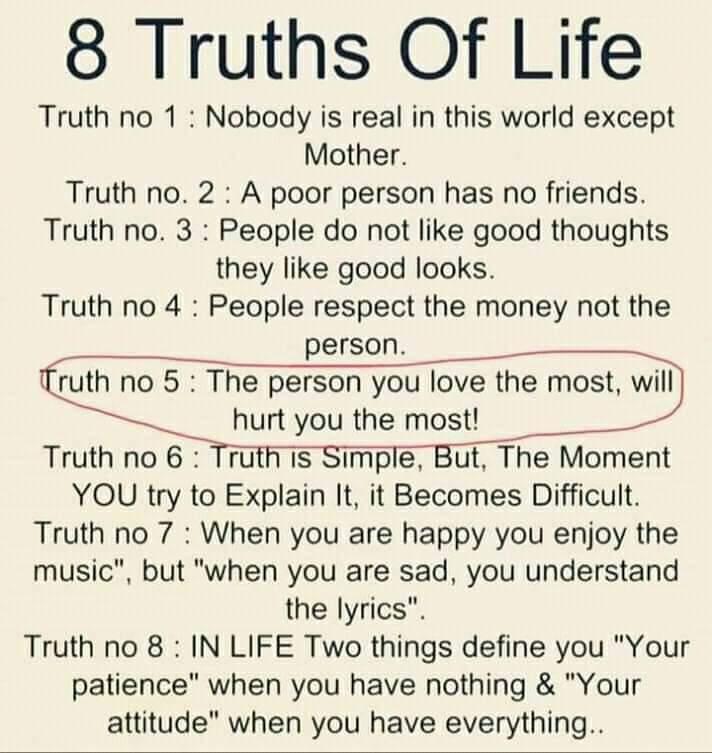 8 Truths Of Life
Truth no 1 : Nobody is real in this world except
Mother.
Truth no. 2 : A poor person has no friends.
Truth no. 3 : People do not like good thoughts
they like good looks.
Truth no 4 : People respect the money not the
person.
Truth no 5 : The person you love the most, will
hurt you the most!
Truth no 6 : Truth is Simple, But, The Moment
YOU try to Explain It, it Becomes Difficult.
Truth no 7 : When you are happy you enjoy the
music", but "when you are sad, you understand
the lyrics".
Truth no 8 : IN LIFE Two things define you "Your
patience" when you have nothing & "Your
attitude" when you have everything..